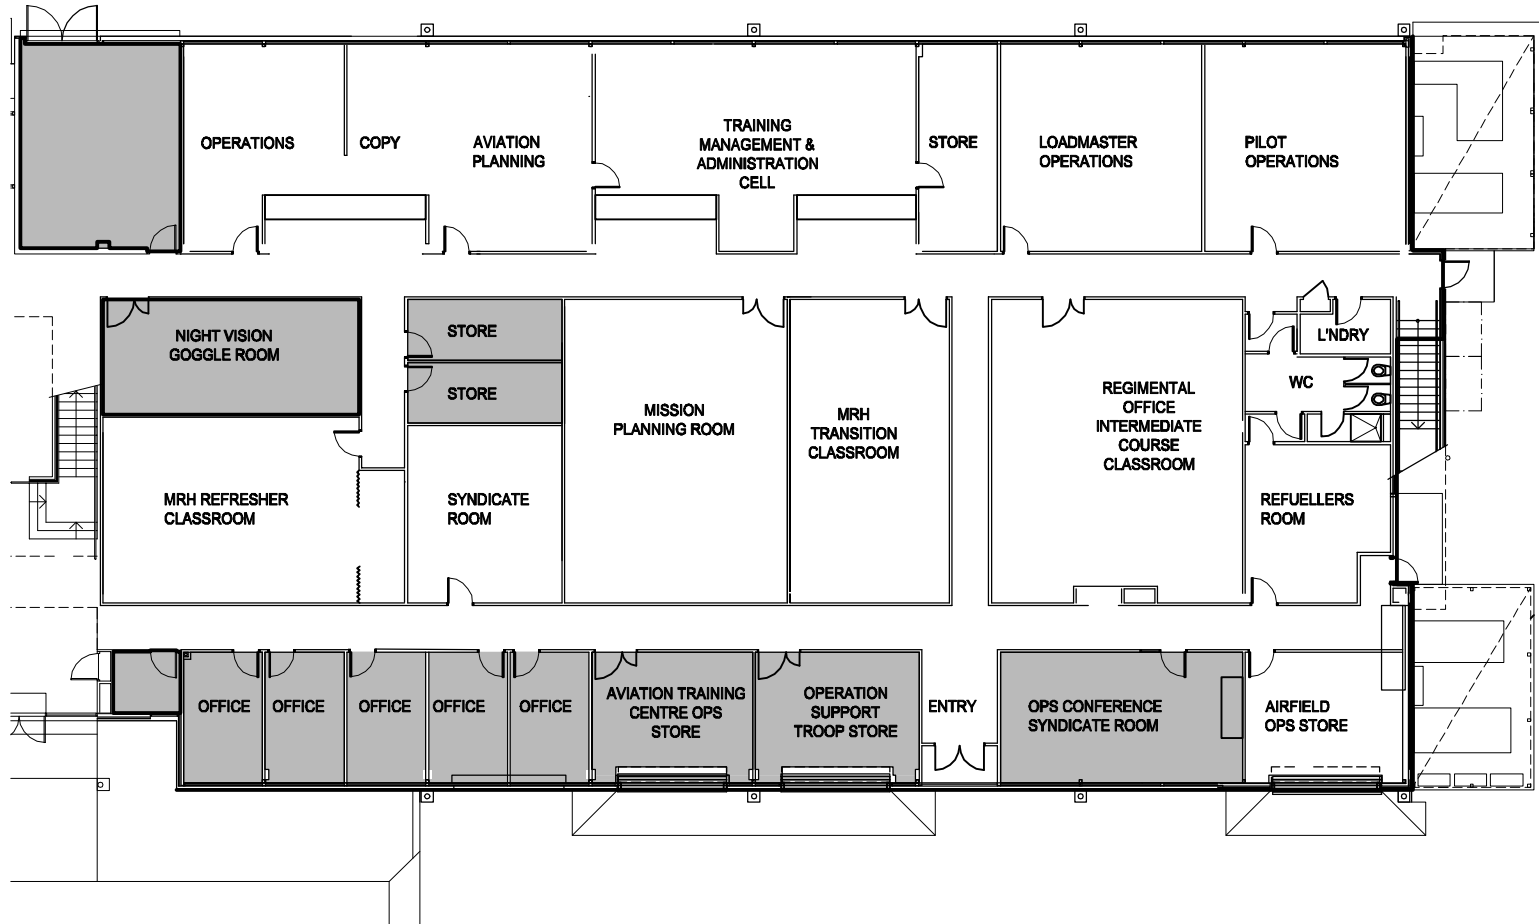 OPERATIONS
COPY
AVIATION
PLANNING
TRAINING
MANAGEMENT &
ADMINISTRATION
CELL
STORE
LOADMASTER
OPERATIONS
PILOT
OPERATIONS
NIGHT VISION
GOGGLE ROOM
STORE
STORE
MISSION
PLANNING ROOM
MRH
TRANSITION
CLASSROOM
REGIMENTAL
OFFICE
INTERMEDIATE
COURSE
CLASSROOM
L'NDRY
WC
MRH REFRESHER
CLASSROOM
SYNDICATE
ROOM
REFUELLERS
ROOM
OFFICE
OFFICE
OFFICE
OFFICE
OFFICE
AVIATION TRAINING
CENTRE OPS
STORE
OPERATION
SUPPORT
TROOP STORE
ENTRY
OPS CONFERENCE
SYNDICATE ROOM
AIRFIELD
OPS STORE